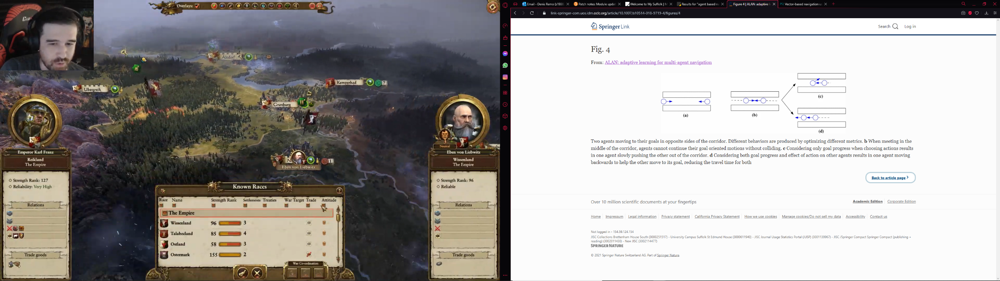 Overlays:
Altdorf
Kemperbad
7
Ubersreik
Grunburg
Eben von Liebwitz
1
Emperor Karl Franz
Reikland
The Empire
Strength Rank: 127
Reliability: Very High
Relations
Trade goods
3
Neutral
Eben von Liebwitz
Wissenland
The Empire
Strength Rank: 96
Reliable
Relations
Trade goods
Known Races
?
Race Name Strength Rank Settlements Treaties War Target Trade Attitude
The Empire
Wissenland 96 3
Talabecland 85 4
Ostland 58 3
Ostermark 155 2
War Co-ordination
Email - Denis Remo (s1938
Patch notes: Module updat
Welcome to My Suffolk | M
Results for "agent based n
Figure 4 | ALAN: adaptive l
Vector-based navigation u
link-springer-com.uos.idm.oclc.org/article/10.1007/s10514-018-9719-4/figures/4
Springer Link
Search
Log in
Fig. 4
From: ALAN: adaptive learning for multi-agent navigation
(a)
(b)
(c)
(d)
Two agents moving to their goals in opposite sides of the corridor. Different behaviors are produced by optimizing different metrics. b When meeting in the
middle of the corridor, agents cannot continue their goal oriented motions without colliding. c Considering only goal progress when choosing actions results
in one agent slowly pushing the other out of the corridor. d Considering both goal progress and effect of action on other agents results in one agent moving
backwards to help the other move to its goal, reducing the travel time for both
Back to article page
Over 10 million scientific documents at your fingertips
Academic Edition Corporate Edition
Home Impressum Legal information Privacy statement California Privacy Statement How we use cookies Manage cookies/Do not sell my data Accessibility Contact us
Not logged in - 154.59.124.154
JISC Collections Brettenham House South (3000251517) - University Campus Suffolk St Edmund House (3000611940) - JISC Journal Usage Statistics Portal (JUSP) (3001139967) - JISC /Springer Compact Springer Compact (publishing +
reading) (3002011430) - New JISC (3002114477)
SPRINGER NATURE
© 2021 Springer Nature Switzerland AG. Part of Springer Nature.